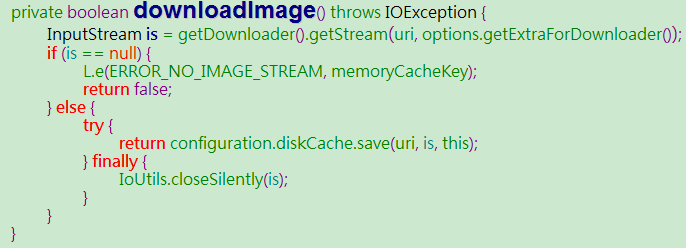 private boolean downloadImage() throws IOException {
InputStream is = getDownloader().getStream(uri, options.getExtraForDownloader());
if (is == null) {
L.e(ERROR_NO_IMAGE_STREAM, memoryCacheKey);
return false;
} else {
try {
return configuration.diskCache.save(uri, is, this);
} finally {
IoUtils.closeSilently(is);
}
}
}